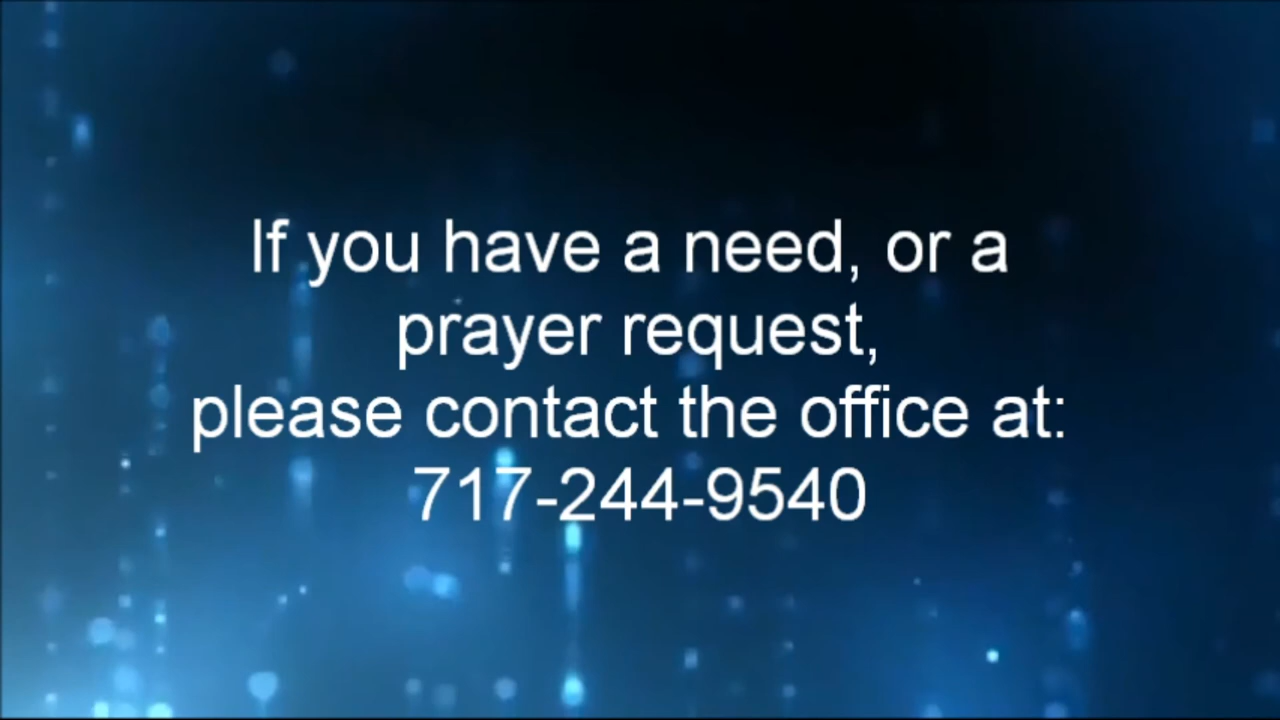 If you have a need, or a
prayer request,
please contact the office at:
717-244-9540